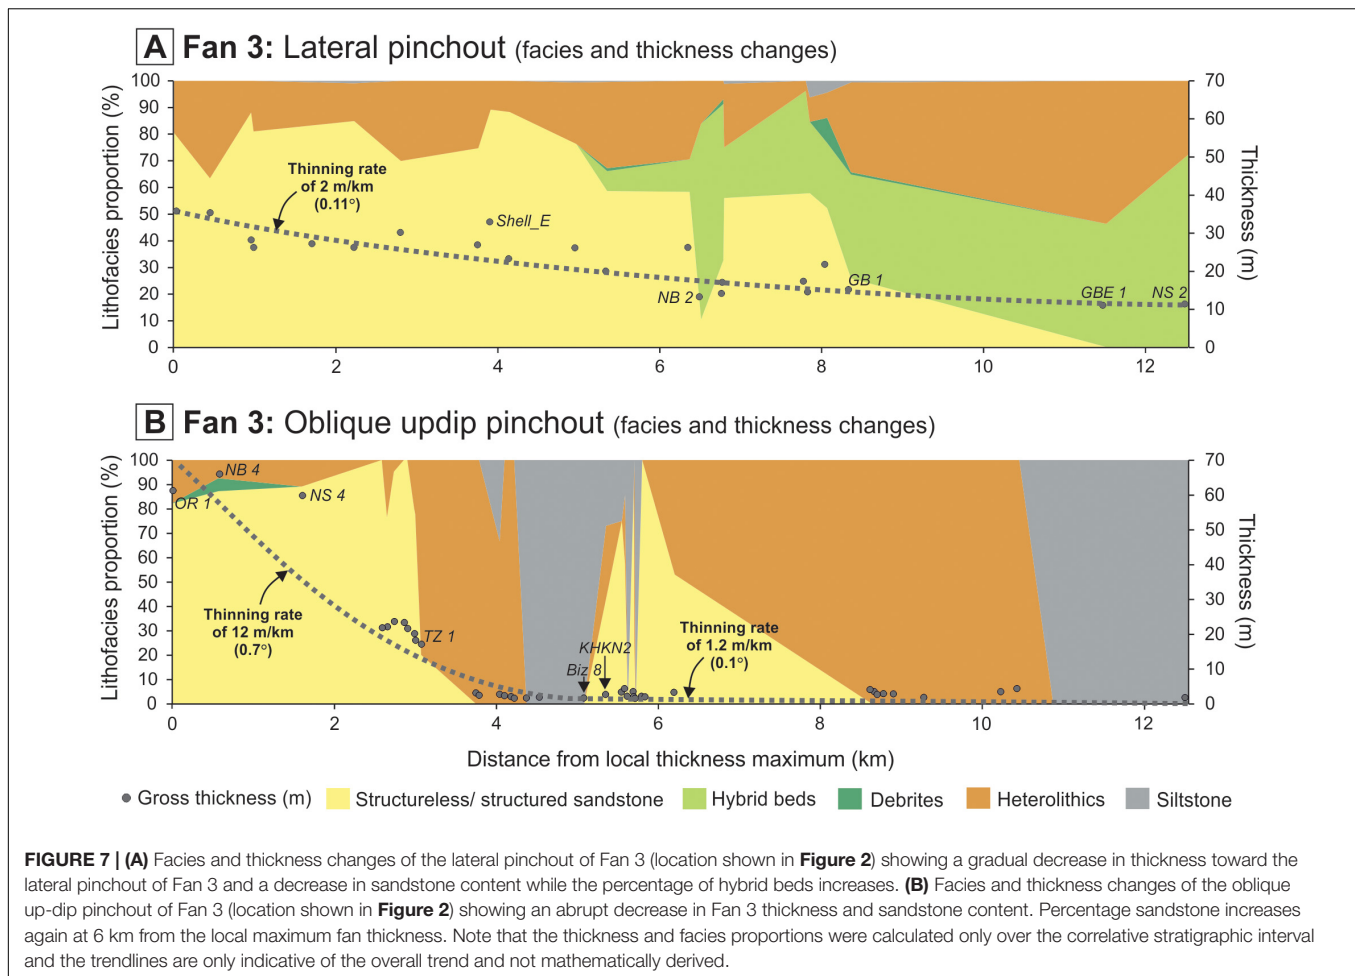 A Fan 3: Lateral pinchout (facies and thickness changes)
Lithofacies proportion (%)
100
90
80
70
60
50
40
30
20
10
0
Thinning rate
of 2 m/km
(0.11°)
Shell_E
NB 2
GB 1
GBE 1
NS 2
70
60
50
40
30
20
10
0
Thickness (m)
0 2 4 6 8 10 12
B Fan 3: Oblique updip pinchout (facies and thickness changes)
Lithofacies proportion (%)
100
90
80
70
60
50
40
30
20
10
0
OR 1
NB 4
NS 4
Thinning rate
of 12 m/km
(0.7°)
TZ 1
KHKN2
Biz 8
Thinning rate
of 1.2 m/km
(0.1°)
70
60
50
40
30
20
10
0
Thickness (m)
0 2 4 6 8 10 12
Distance from local thickness maximum (km)
Gross thickness (m) Structureless/ structured sandstone Hybrid beds Debrites Heterolithics Siltstone
FIGURE 7 | (A) Facies and thickness changes of the lateral pinchout of Fan 3 (location shown in Figure 2) showing a gradual decrease in thickness toward the
lateral pinchout of Fan 3 and a decrease in sandstone content while the percentage of hybrid beds increases. (B) Facies and thickness changes of the oblique
up-dip pinchout of Fan 3 (location shown in Figure 2) showing an abrupt decrease in Fan 3 thickness and sandstone content. Percentage sandstone increases
again at 6 km from the local maximum fan thickness. Note that the thickness and facies proportions were calculated only over the correlative stratigraphic interval
and the trendlines are only indicative of the overall trend and not mathematically derived.